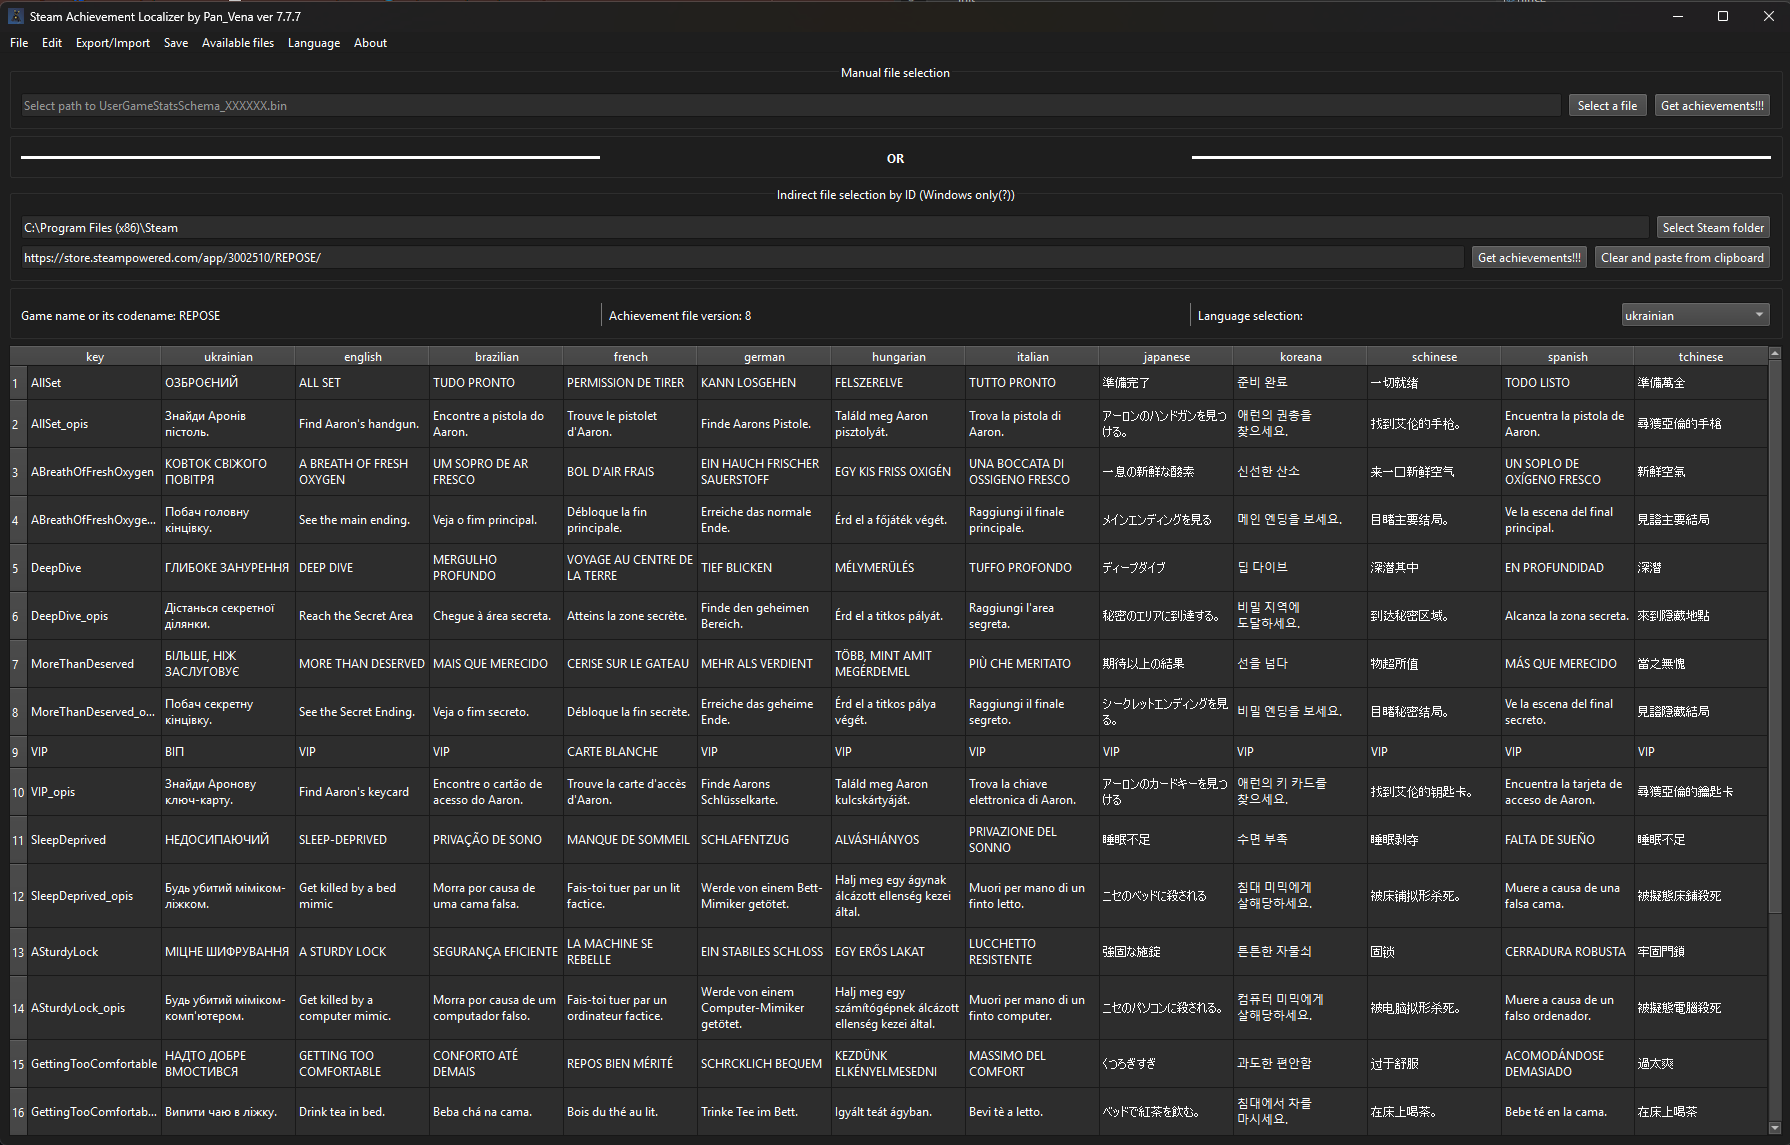 Steam Achievement Localizer by Pan_Vena ver 7.7.7
File Edit Export/Import Save Available files Language About
Manual file selection
Select path to UserGameStatsSchema_XXXXXX.bin Select a file Get achievements!!!
OR
Indirect file selection by ID (Windows only(?))
C:\Program Files (x86)\Steam Select Steam folder
https://store.steampowered.com/app/3002510/REPOSE/ Get achievements!!! Clear and paste from clipboard
Game name or its codename: REPOSE Achievement file version: 8 Language selection: ukrainian
key ukrainian english brazilian french german hungarian italian japanese koreana schinese spanish tchinese
1 AllSet ОЗБРОЄНИЙ ALL SET TUDO PRONTO PERMISSION DE TIRER KANN LOSGEHEN FELSZERELVE TUTTO PRONTO 準備完了 준비 완료 一切就绪 TODO LISTO 準備萬全
2 AllSet_opis Знайди Аронів пістоль. Find Aaron's handgun. Encontre a pistola do Aaron. Trouve le pistolet d'Aaron. Finde Aarons Pistole. Találd meg Aaron pisztolyát. Trova la pistola di Aaron. アーロンのハンドガンを見つける。 애런의 권총을 찾으세요. 找到艾伦的手枪。 Encuentra la pistola de Aaron. 尋獲亞倫的手槍
3 ABreathOfFreshOxygen КОВТОК СВІЖОГО ПОВІТРЯ A BREATH OF FRESH OXYGEN UM SOPRO DE AR FRESCO BOL D'AIR FRAIS EIN HAUCH FRISCHER SAUERSTOFF EGY KIS FRISS OXIGÉN UNA BOCCATA DI OSSIGENO FRESCO 一息の新鮮な酸素 신선한 산소 来一口新鲜空气 UN SOPLO DE OXÍGENO FRESCO 新鮮空氣
4 ABreathOfFreshOxyge... Побач головну кінцівку. See the main ending. Veja o fim principal. Débloque la fin principale. Erreiche das normale Ende. Érd el a főjáték végét. Raggiungi il finale principale. メインエンディングを見る 메인 엔딩을 보세요. 目睹主要结局。 Ve la escena del final principal. 見證主要結局
5 DeepDive ГЛИБОКЕ ЗАНУРЕННЯ DEEP DIVE MERGULHO PROFUNDO VOYAGE AU CENTRE DE LA TERRE TIEF BLICKEN MÉLYMERÜLÉS TUFFO PROFONDO ディープダイブ 딥 다이브 深潜其中 EN PROFUNDIDAD 深潛
6 DeepDive_opis Дістанься секретної ділянки. Reach the Secret Area Chegue à área secreta. Atteins la zone secrète. Finde den geheimen Bereich. Érd el a titkos pályát. Raggiungi l'area segreta. 秘密のエリアに到達する。 비밀 지역에 도달하세요. 到达秘密区域。 Alcanza la zona secreta. 來到隱藏地點
7 MoreThanDeserved БІЛЬШЕ, НІЖ ЗАСЛУГОВУЄ MORE THAN DESERVED MAIS QUE MERECIDO CERISE SUR LE GATEAU MEHR ALS VERDIENT TÖBB, MINT AMIT MEGÉRDEMEL PIÙ CHE MERITATO 期待以上の結果 선을 넘다 物超所值 MÁS QUE MERECIDO 當之無愧
8 MoreThanDeserved_o... Побач секретну кінцівку. See the Secret Ending. Veja o fim secreto. Débloque la fin secrète. Erreiche das geheime Ende. Érd el a titkos pálya végét. Raggiungi il finale segreto. シークレットエンディングを見る。 비밀 엔딩을 보세요. 目睹秘密结局。 Ve la escena del final secreto. 見證隱藏結局
9 VIP ВІП VIP VIP CARTE BLANCHE VIP VIP VIP VIP VIP VIP VIP VIP
10 VIP_opis Знайди Аронову ключ-карту. Find Aaron's keycard Encontre o cartão de acesso do Aaron. Trouve la carte d'accès d'Aaron. Finde Aarons Schlüsselkarte. Találd meg Aaron kulcskártyáját. Trova la chiave elettronica di Aaron. アーロンのカードキーを見つける 애런의 키 카드를 찾으세요. 找到艾伦的钥匙卡。 Encuentra la tarjeta de acceso de Aaron. 尋獲亞倫的鑰匙卡
11 SleepDeprived НЕДОСИПАЮЧИЙ SLEEP-DEPRIVED PRIVAÇÃO DE SONO MANQUE DE SOMMEIL SCHLAFENTZUG ALVÁSHIÁNYOS PRIVAZIONE DEL SONNO 睡眠不足 수면 부족 睡眠剥夺 FALTA DE SUEÑO 睡眠不足
12 SleepDeprived_opis Будь убитий міміком-ліжком. Get killed by a bed mimic Morra por causa de uma cama falsa. Fais-toi tuer par un lit factice. Werde von einem Bett-Mimiker getötet. Halj meg egy ágynak álcázott ellenség kezei által. Muori per mano di un finto letto. ニセのベッドに殺される 침대 미믹에게 살해당하세요. 被床铺拟形杀死。 Muere a causa de una falsa cama. 被擬態床鋪殺死
13 ASturdyLock МІЦНЕ ШИФРУВАННЯ A STURDY LOCK SEGURANÇA EFICIENTE LA MACHINE SE REBELLE EIN STABILES SCHLOSS EGY ERŐS LAKAT LUCCHETTO RESISTENTE 強固な施錠 튼튼한 자물쇠 固锁 CERRADURA ROBUSTA 牢固門鎖
14 ASturdyLock_opis Будь убитий міміком-комп'ютером. Get killed by a computer mimic. Morra por causa de um computador falso. Fais-toi tuer par un ordinateur factice. Werde von einem Computer-Mimiker getötet. Halj meg egy számítógépnek álcázott ellenség kezei által. Muori per mano di un finto computer. ニセのパソコンに殺される。 컴퓨터 미믹에게 살해당하세요. 被电脑拟形杀死。 Muere a causa de un falso ordenador. 被擬態電腦殺死
15 GettingTooComfortable НАДТО ДОБРЕ ВМОСТИВСЯ GETTING TOO COMFORTABLE CONFORTO ATÉ DEMAIS REPOS BIEN MÉRITÉ SCHRCKLICH BEQUEM KEZDÜNK ELKÉNYELMESEDNI MASSIMO DEL COMFORT くつろぎすぎ 과도한 편안함 过于舒服 ACOMODÁNDOSE DEMASIADO 過太爽
16 GettingTooComfortab... Випити чаю в ліжку. Drink tea in bed. Beba chá na cama. Bois du thé au lit. Trinke Tee im Bett. Igyált teát ágyban. Bevi tè a letto. ベッドで紅茶を飲む。 침대에서 차를 마시세요. 在床上喝茶。 Bebe té en la cama. 在床上喝茶